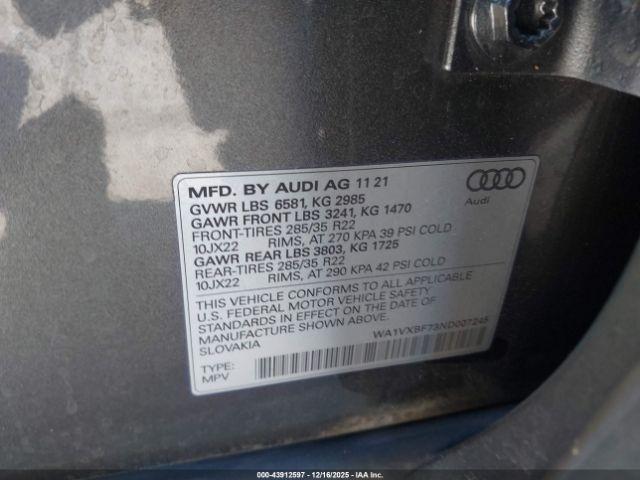 MFD. BY AUDI AG 11 21
GVWR LBS 6581, KG 2985
GAWR FRONT LBS 3241, KG 1470
FRONT-TIRES 285/35 R22
10JX22 RIMS, AT 270 KPA 39 PSI COLD
GAWR REAR LBS 3803, KG 1725
REAR-TIRES 285/35 R22
10JX22 RIMS, AT 290 KPA 42 PSI COLD
Audi
THIS VEHICLE CONFORMS TO ALL APPLICABLE
U.S. FEDERAL MOTOR VEHICLE SAFETY
STANDARDS IN EFFECT ON THE DATE OF
MANUFACTURE SHOWN ABOVE.
SLOVAKIA
WA1VXBF73ND007245
TYPE:
MPV
000-43912597 - 12/16/2025 - IAAI.COM